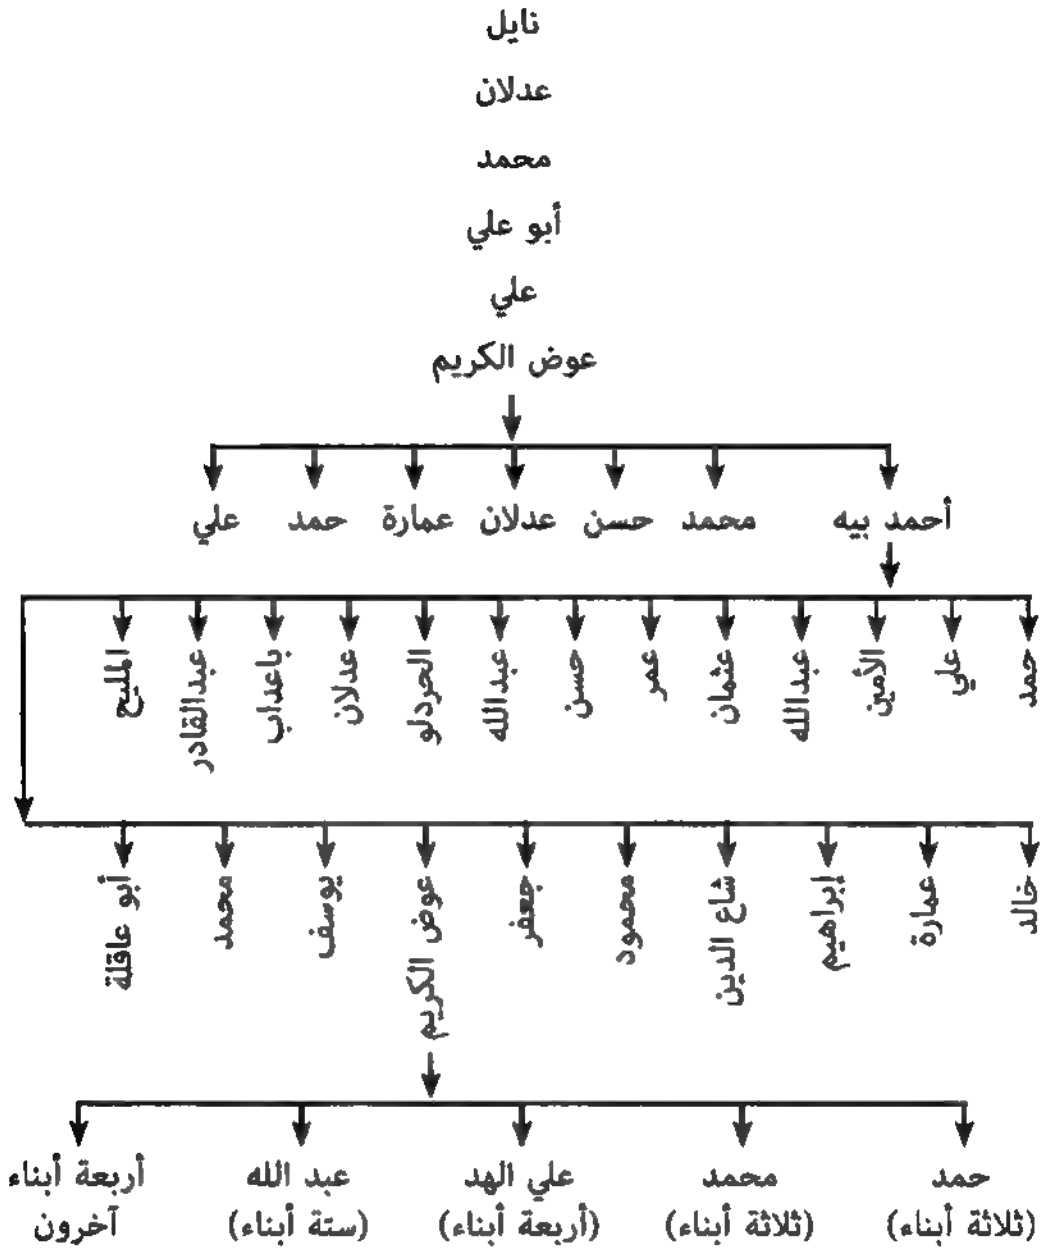 نايل
عدلان
محمد
أبو علي
علي
عوض الكريم
أحمد بيه محمد حسن عدلان عمارة حمد علي
حمد علي الأمين عبدالله عثمان عمر حسن عبدالله الحردلو عدلان باعداب عبدالقادر المليح
خالد عمارة إبراهيم شاع الدين محمود جعفر عوض الكريم يوسف محمد أبو عاقلة
حمد محمد علي الهد عبد الله أربعة أبناء
(ثلاثة أبناء) (ثلاثة أبناء) (أربعة أبناء) (ستة أبناء) آخرون